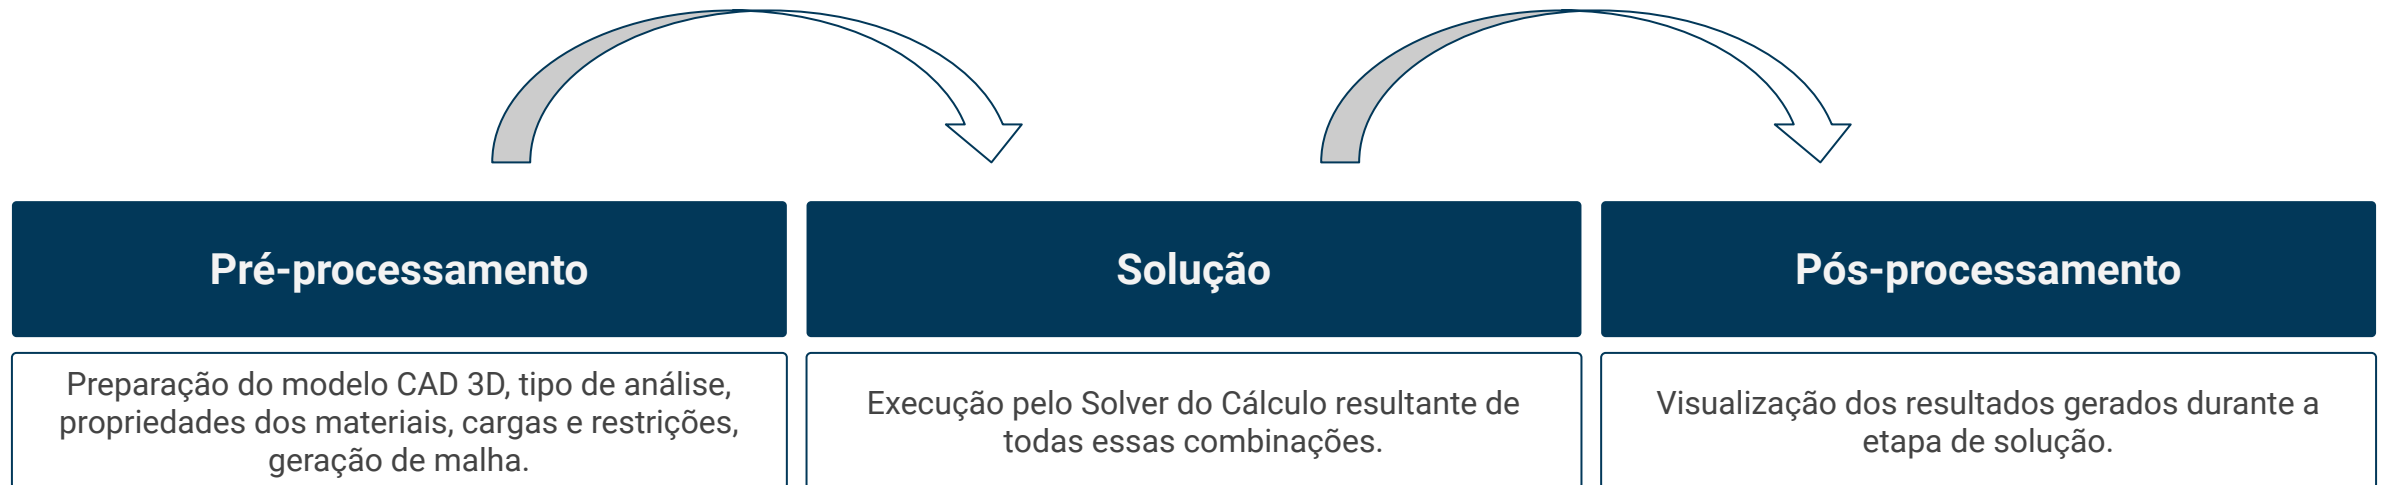 Pré-processamento
Preparação do modelo CAD 3D, tipo de análise,
propriedades dos materiais, cargas e restrições,
geração de malha.
Solução
Execução pelo Solver do Cálculo resultante de
todas essas combinações.
Pós-processamento
Visualização dos resultados gerados durante a
etapa de solução.